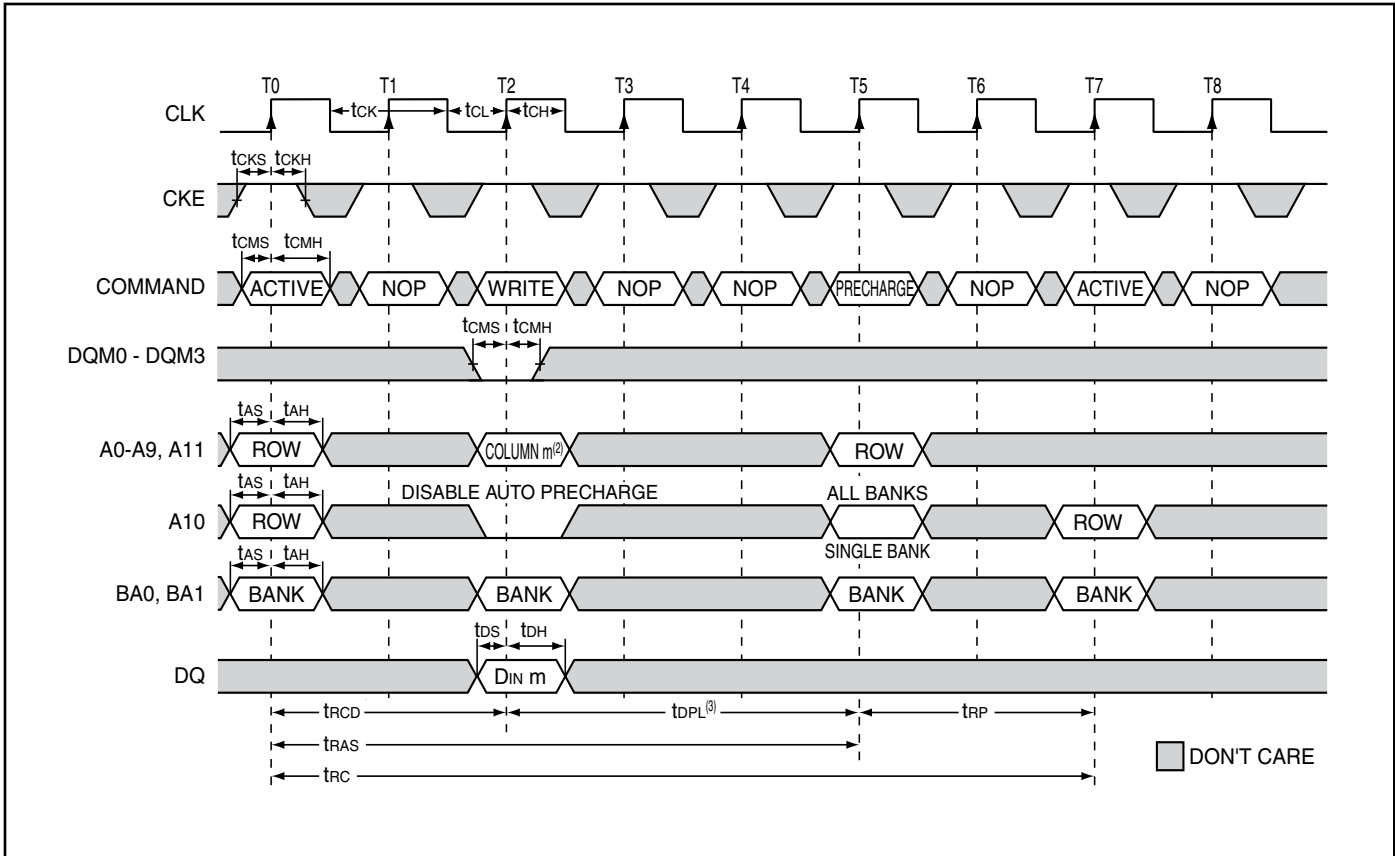 T0 T1 T2 T3 T4 T5 T6 T7 T8
CLK tCK tCL tCH
tCKS tCKH
CKE
tCMS tCMH
COMMAND ACTIVE NOP WRITE NOP NOP PRECHARGE NOP ACTIVE NOP
tCMS tCMH
DQM0 - DQM3
tAS tAH
A0-A9, A11 ROW COLUMN m(2) ROW
tAS tAH DISABLE AUTO PRECHARGE ALL BANKS
A10 ROW ROW
tAS tAH SINGLE BANK
BA0, BA1 BANK BANK BANK BANK
tDS tDH
DQ DIN m
tRCD tDPL(3) tRP
tRAS
DON'T CARE
tRC